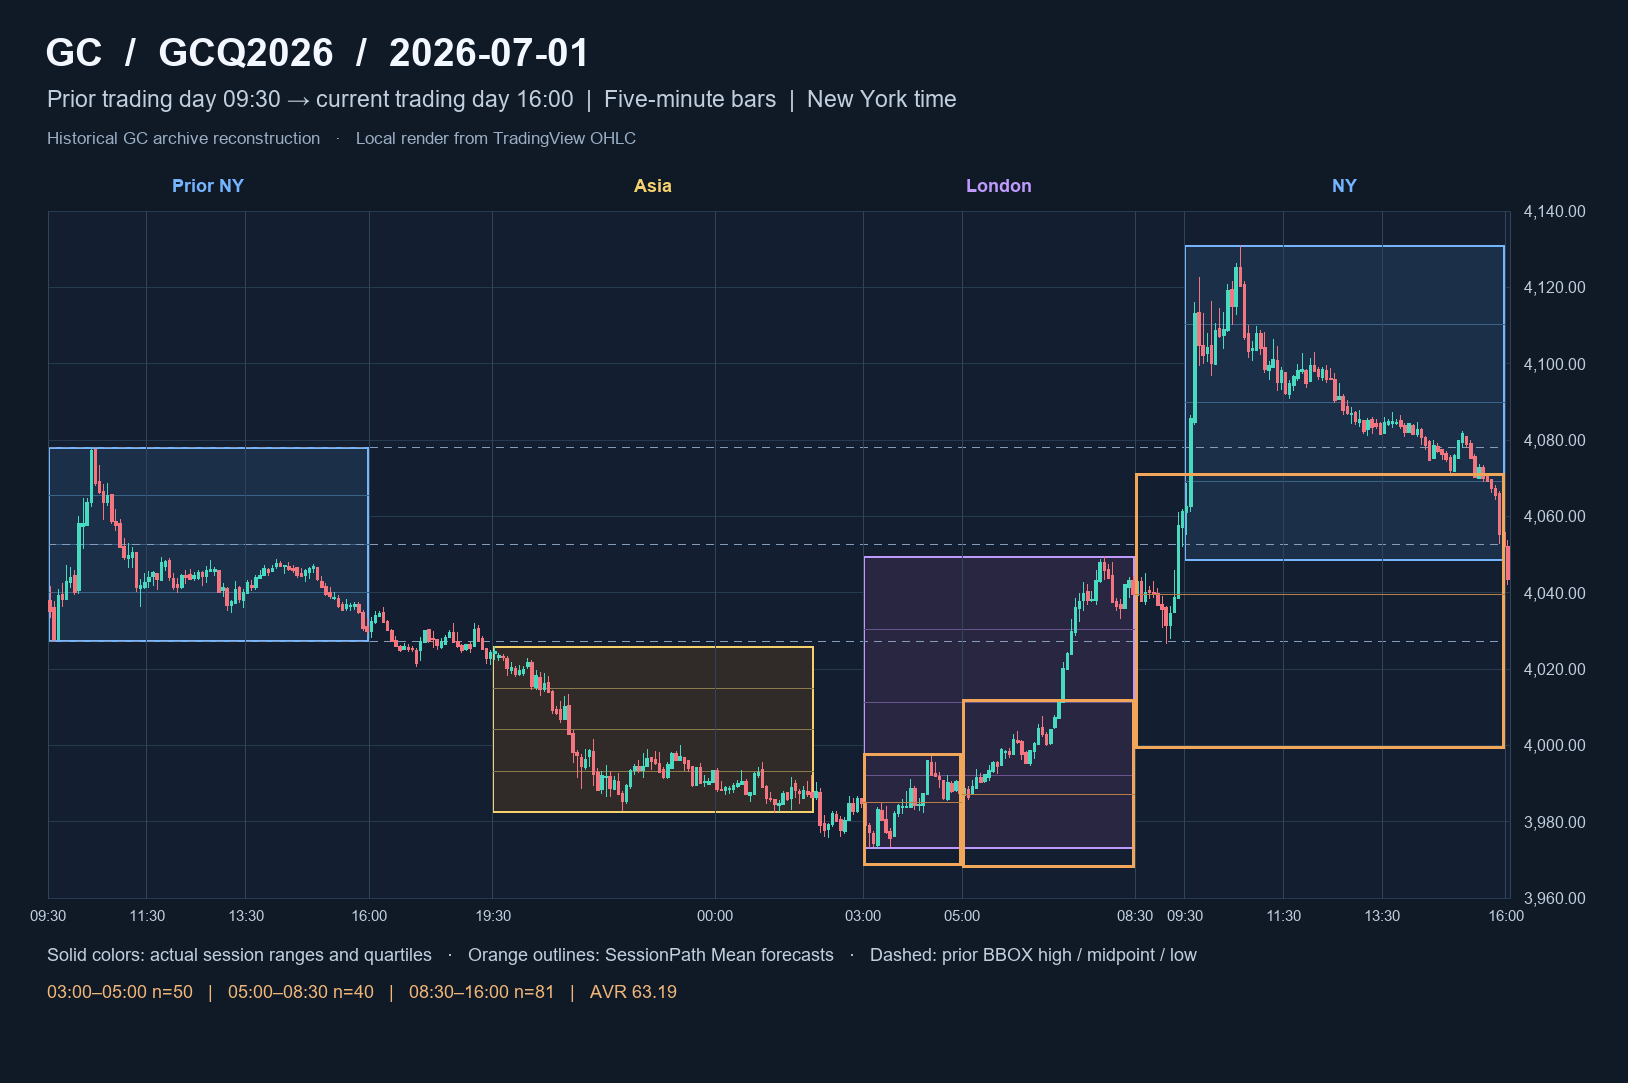 GC / GCQ2026 / 2026-07-01
Prior trading day 09:30 → current trading day 16:00 | Five-minute bars | New York time
Historical GC archive reconstruction · Local render from TradingView OHLC
Prior NY Asia London NY
4,140.00
4,120.00
4,100.00
4,080.00
4,060.00
4,040.00
4,020.00
4,000.00
3,980.00
3,960.00
09:30 11:30 13:30 16:00 19:30 00:00 03:00 05:00 08:30 09:30 11:30 13:30 16:00
Solid colors: actual session ranges and quartiles · Orange outlines: SessionPath Mean forecasts · Dashed: prior BBOX high / midpoint / low
03:00–05:00 n=50 | 05:00–08:30 n=40 | 08:30–16:00 n=81 | AVR 63.19